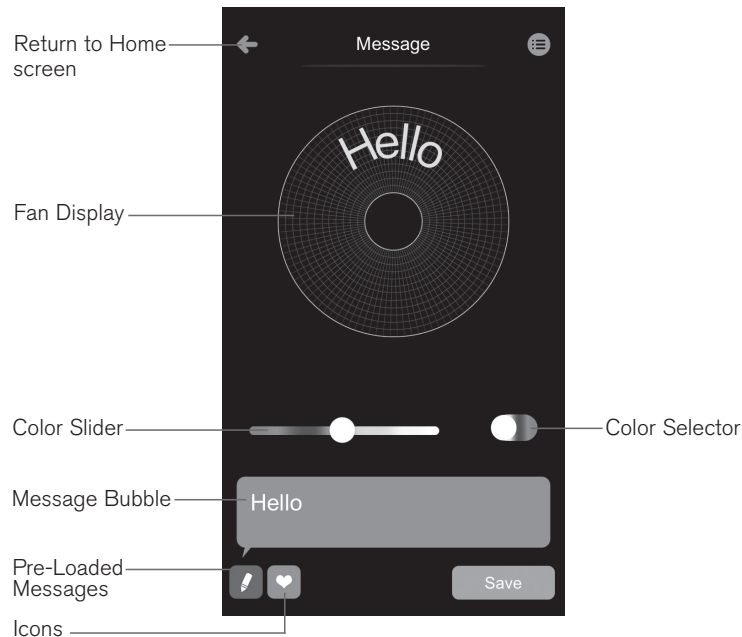 Return to Home
screen
Message
Hello
Fan Display
Color Slider
Color Selector
Message Bubble
Hello
Pre-Loaded
Messages
Save
Icons